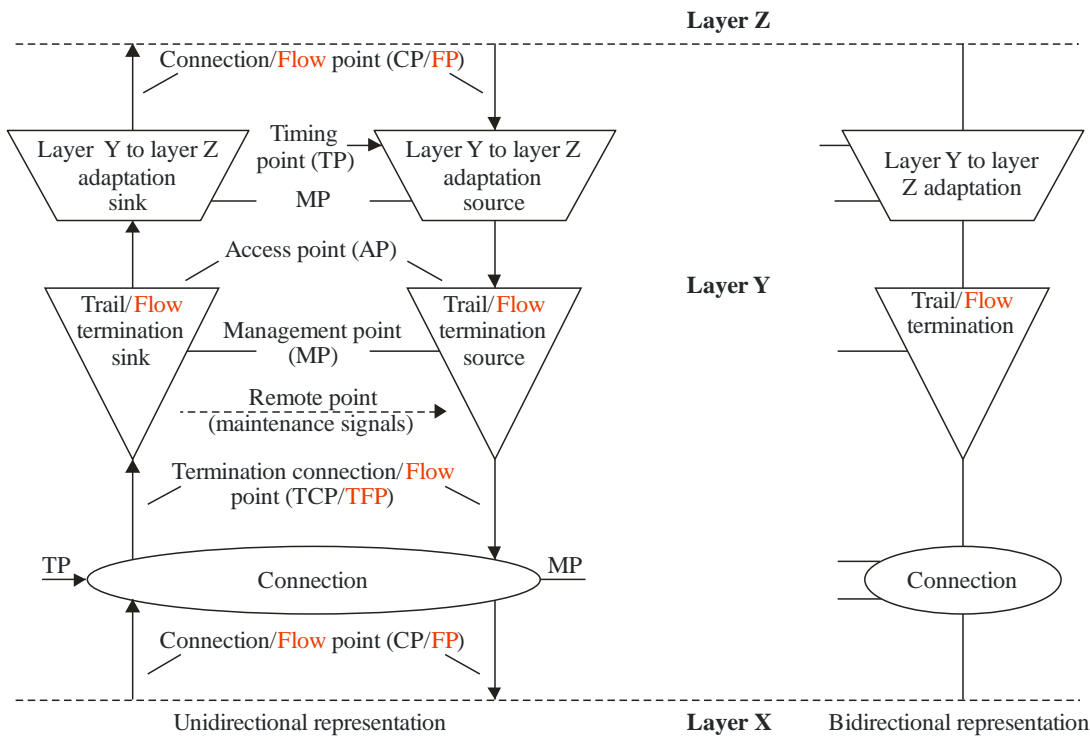 Layer Z
Connection/Flow point (CP/FP)
Layer Y to layer Z
adaptation
sink
Timing
point (TP)
MP
Layer Y to layer Z
adaptation
source
Layer Y to layer
Z adaptation
Access point (AP)
Layer Y
Trail/Flow
termination
sink
Management point
(MP)
Trail/Flow
termination
source
Trail/Flow
termination
Remote point
(maintenance signals)
Termination connection/Flow
point (TCP/TFP)
TP
Connection
MP
Connection
Connection/Flow point (CP/FP)
Unidirectional representation
Layer X
Bidirectional representation